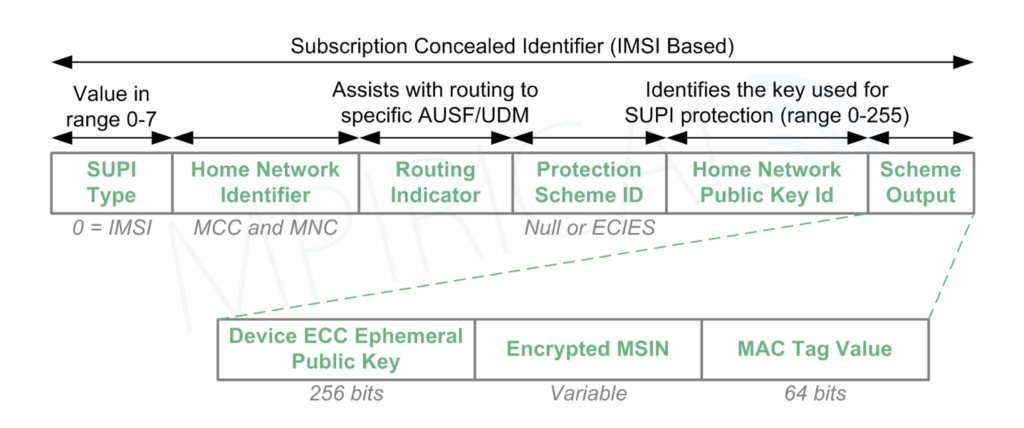 Subscription Concealed Identifier (IMSI Based)
Value in
range 0-7
Assists with routing to
specific AUSF/UDM
Identifies the key used for
SUPI protection (range 0-255)
SUPI
Type
Home Network
Identifier
Routing
Indicator
Protection
Scheme ID
Home Network
Public Key Id
Scheme
Output
0 = IMSI
MCC and MNC
Null or ECIES
MPIRICAL
Device ECC Ephemeral
Public Key
Encrypted MSIN
MAC Tag Value
256 bits
Variable
64 bits